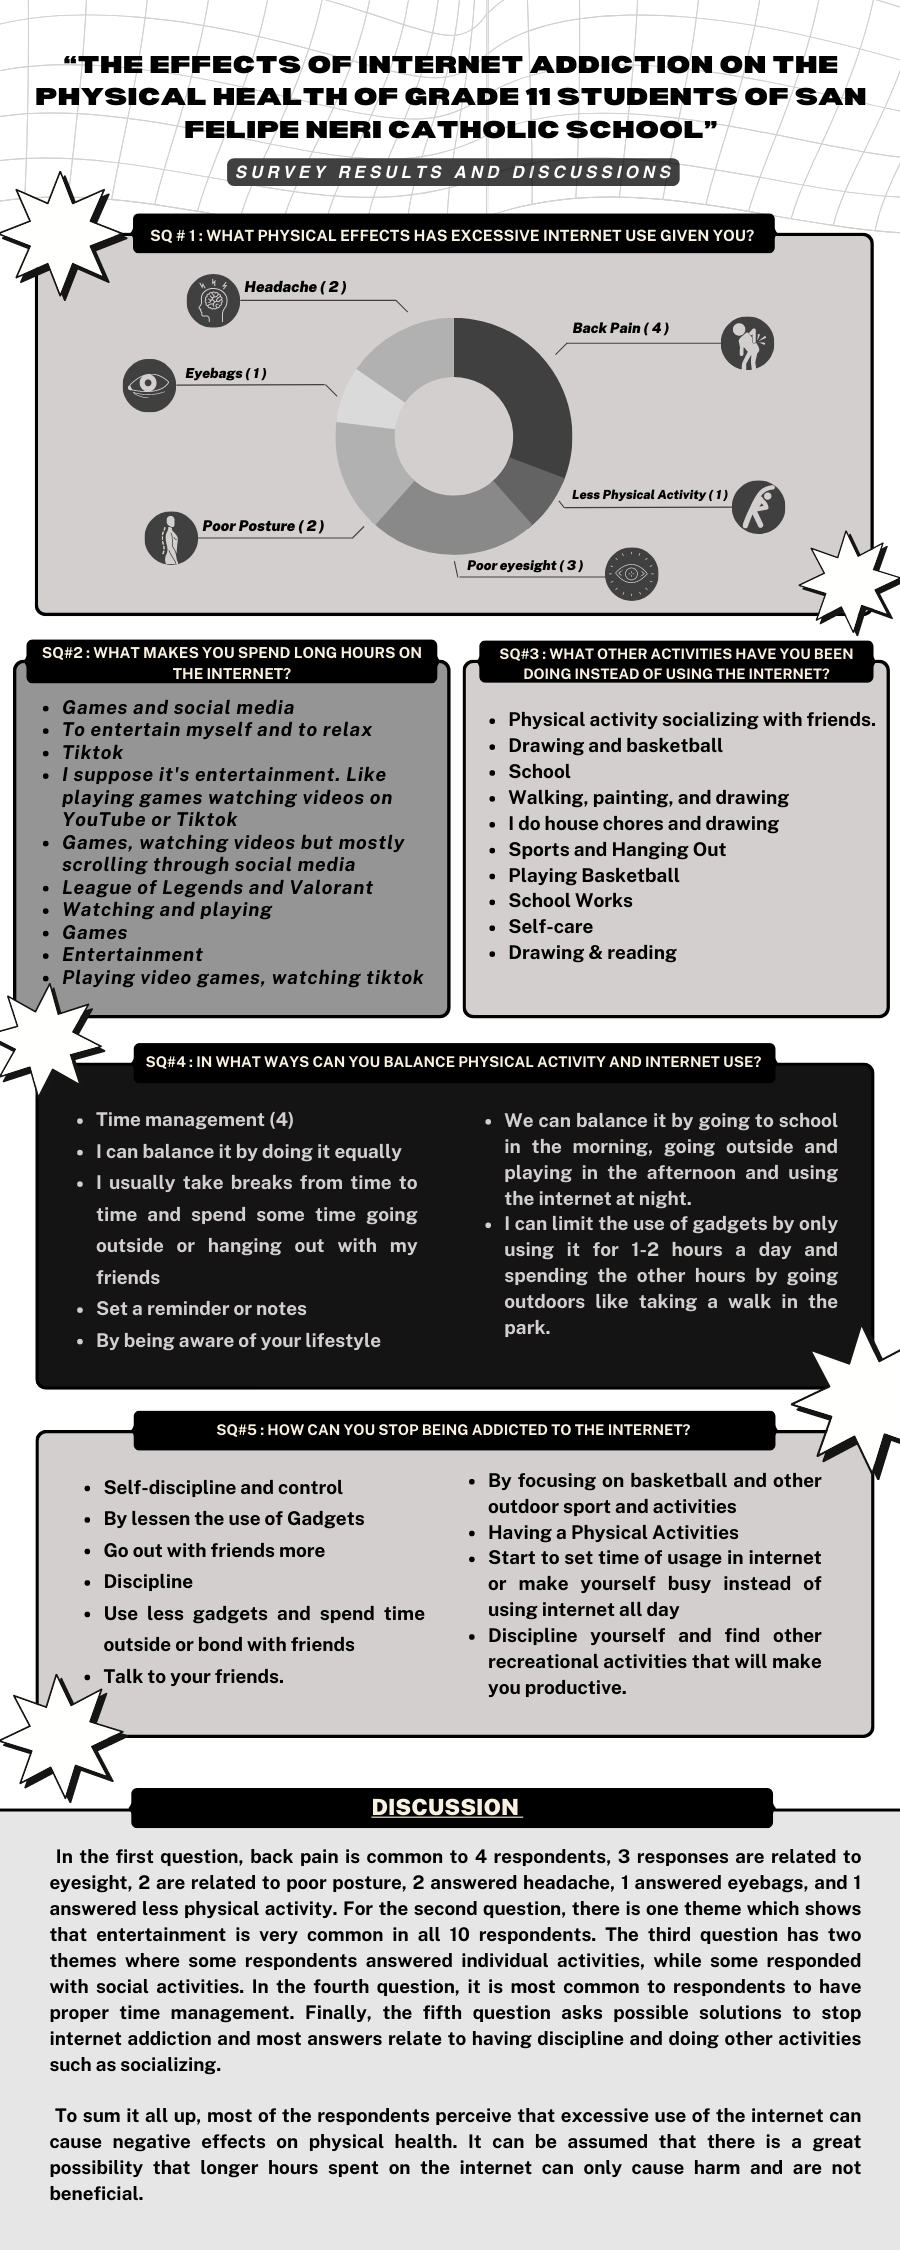 “THE EFFECTS OF INTERNET ADDICTION ON THE
PHYSICAL HEALTH OF GRADE 11 STUDENTS OF SAN
FELIPE NERI CATHOLIC SCHOOL”
SURVEY RESULTS AND DISCUSSIONS
SQ # 1 : WHAT PHYSICAL EFFECTS HAS EXCESSIVE INTERNET USE GIVEN YOU?
Headache ( 2 )
Back Pain ( 4 )
Eyebags ( 1 )
Less Physical Activity ( 1 )
Poor Posture ( 2 )
Poor eyesight ( 3 )
SQ#2 : WHAT MAKES YOU SPEND LONG HOURS ON
THE INTERNET?
• Games and social media
• To entertain myself and to relax
• Tiktok
• I suppose it's entertainment. Like
playing games watching videos on
YouTube or Tiktok
• Games, watching videos but mostly
scrolling through social media
• League of Legends and Valorant
• Watching and playing
• Games
• Entertainment
• Playing video games, watching tiktok
SQ#3 : WHAT OTHER ACTIVITIES HAVE YOU BEEN
DOING INSTEAD OF USING THE INTERNET?
• Physical activity socializing with friends.
• Drawing and basketball
• School
• Walking, painting, and drawing
• I do house chores and drawing
• Sports and Hanging Out
• Playing Basketball
• School Works
• Self-care
• Drawing & reading
SQ#4 : IN WHAT WAYS CAN YOU BALANCE PHYSICAL ACTIVITY AND INTERNET USE?
• Time management (4)
• I can balance it by doing it equally
• I usually take breaks from time to
time and spend some time going
outside or hanging out with my
friends
• Set a reminder or notes
• By being aware of your lifestyle
• We can balance it by going to school
in the morning, going outside and
playing in the afternoon and using
the internet at night.
• I can limit the use of gadgets by only
using it for 1-2 hours a day and
spending the other hours by going
outdoors like taking a walk in the
park.
SQ#5 : HOW CAN YOU STOP BEING ADDICTED TO THE INTERNET?
• Self-discipline and control
• By lessen the use of Gadgets
• Go out with friends more
• Discipline
• Use less gadgets and spend time
outside or bond with friends
• Talk to your friends.
• By focusing on basketball and other
outdoor sport and activities
• Having a Physical Activities
• Start to set time of usage in internet
or make yourself busy instead of
using internet all day
• Discipline yourself and find other
recreational activities that will make
you productive.
DISCUSSION
In the first question, back pain is common to 4 respondents, 3 responses are related to
eyesight, 2 are related to poor posture, 2 answered headache, 1 answered eyebags, and 1
answered less physical activity. For the second question, there is one theme which shows
that entertainment is very common in all 10 respondents. The third question has two
themes where some respondents answered individual activities, while some responded
with social activities. In the fourth question, it is most common to respondents to have
proper time management. Finally, the fifth question asks possible solutions to stop
internet addiction and most answers relate to having discipline and doing other activities
such as socializing.
To sum it all up, most of the respondents perceive that excessive use of the internet can
cause negative effects on physical health. It can be assumed that there is a great
possibility that longer hours spent on the internet can only cause harm and are not
beneficial.